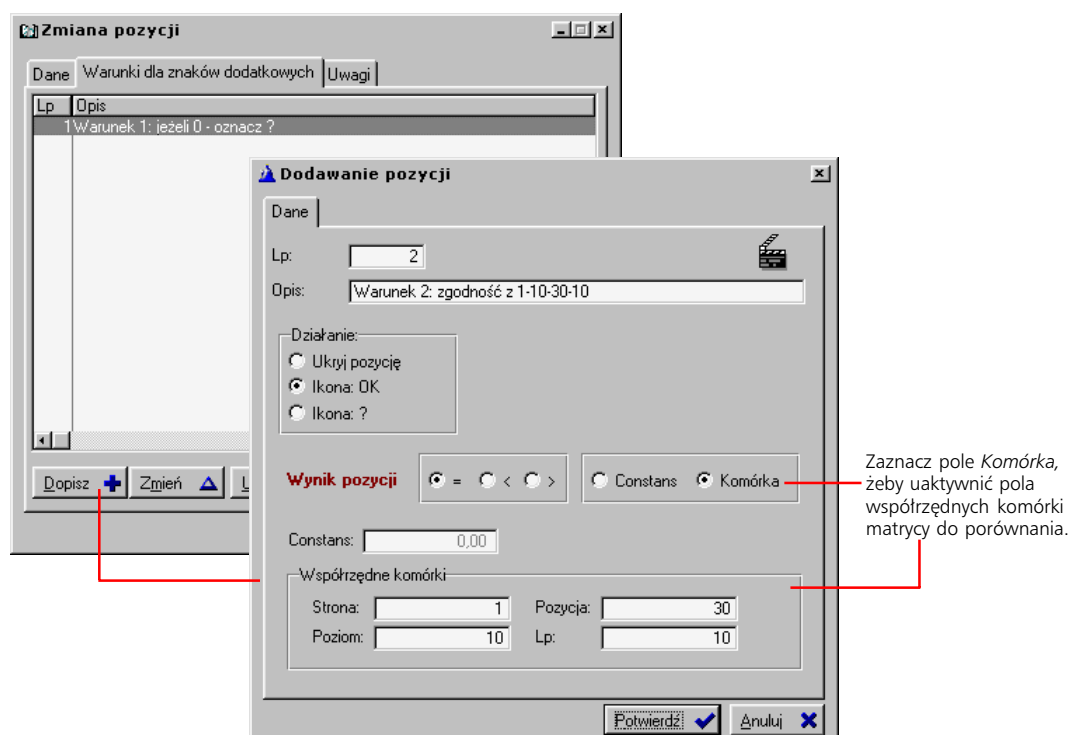 Zmiana pozycji
Dane Warunki dla znaków dodatkowych Uwagi
Lp Opis
1 Warunek 1: jeżeli 0 - oznacz ?
Dopisz Zmień U
Dodawanie pozycji
Dane
Lp: 2
Opis: Warunek 2: zgodność z 1-10-30-10
Działanie:
Ukryj pozycję
Ikona: OK
Ikona: ?
Wynik pozycji = < > Constans Komórka
Constans: 0,00
Współrzędne komórki
Strona: 1 Pozycja: 30
Poziom: 10 Lp: 10
Potwierdź Anuluj
Zaznacz pole Komórka,
żeby uaktywnić pola
współrzędnych komórki
matrycy do porównania.